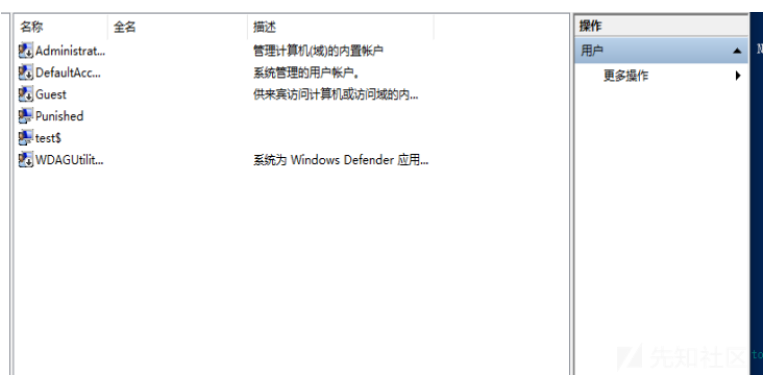 名称 全名 描述
Administrat... 管理计算机(域)的内置帐户
DefaultAcc... 系统管理的用户帐户。
Guest 供来宾访问计算机或访问域的内...
Punished
test$
WDAGUtilit... 系统为 Windows Defender 应用...
操作
用户
更多操作
N
先知社区
to